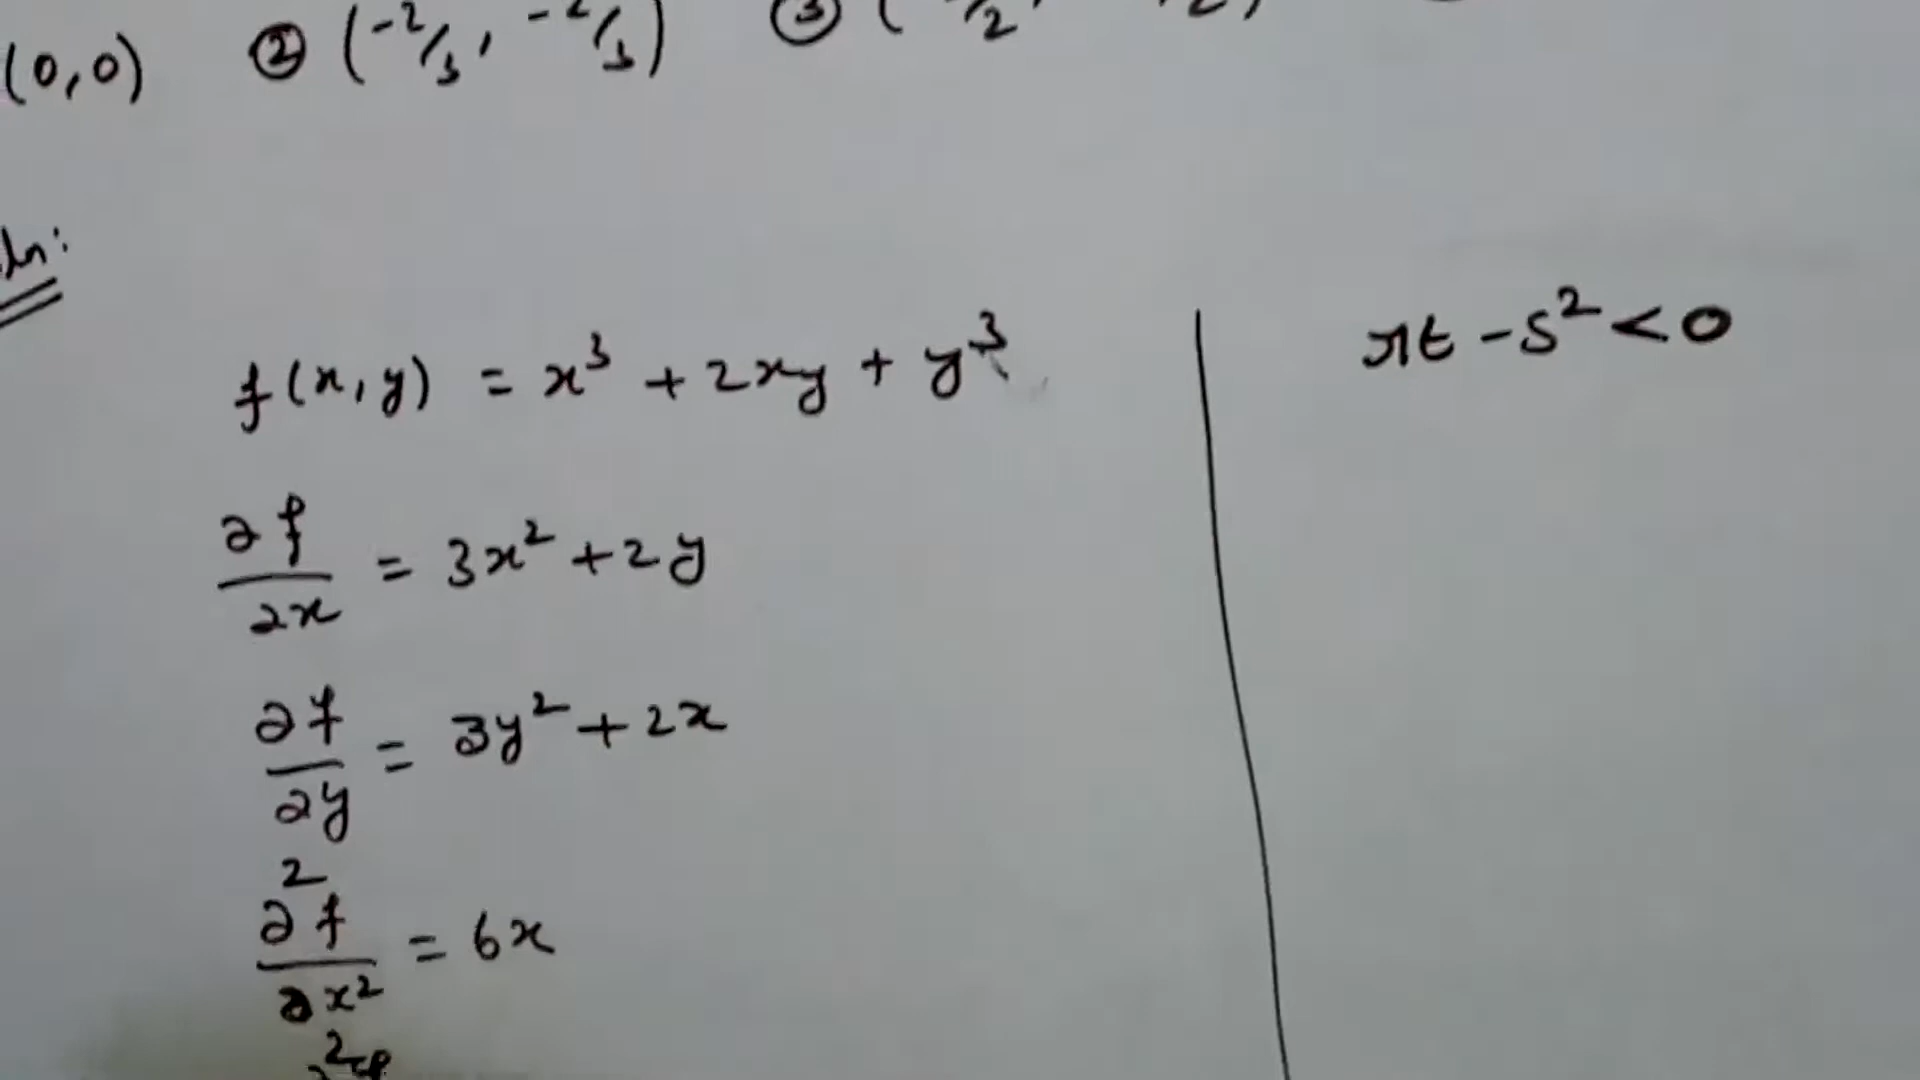 (0,0) ② (-2/3, -2/3) ③ (
ln:
f(x,y) = x³ + 2xy + y³
∂f/∂x = 3x² + 2y
∂f/∂y = 3y² + 2x
∂²f/∂x² = 6x
rt - s² < 0